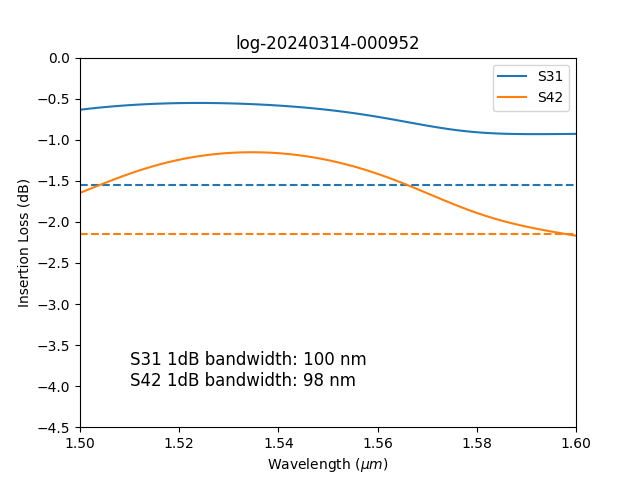 log-20240314-000952
0.0
−0.5
−1.0
−1.5
−2.0
−2.5
−3.0
−3.5
−4.0
−4.5
Insertion Loss (dB)
S31
S42
S31 1dB bandwidth: 100 nm
S42 1dB bandwidth: 98 nm
1.50 1.52 1.54 1.56 1.58 1.60
Wavelength (μm)